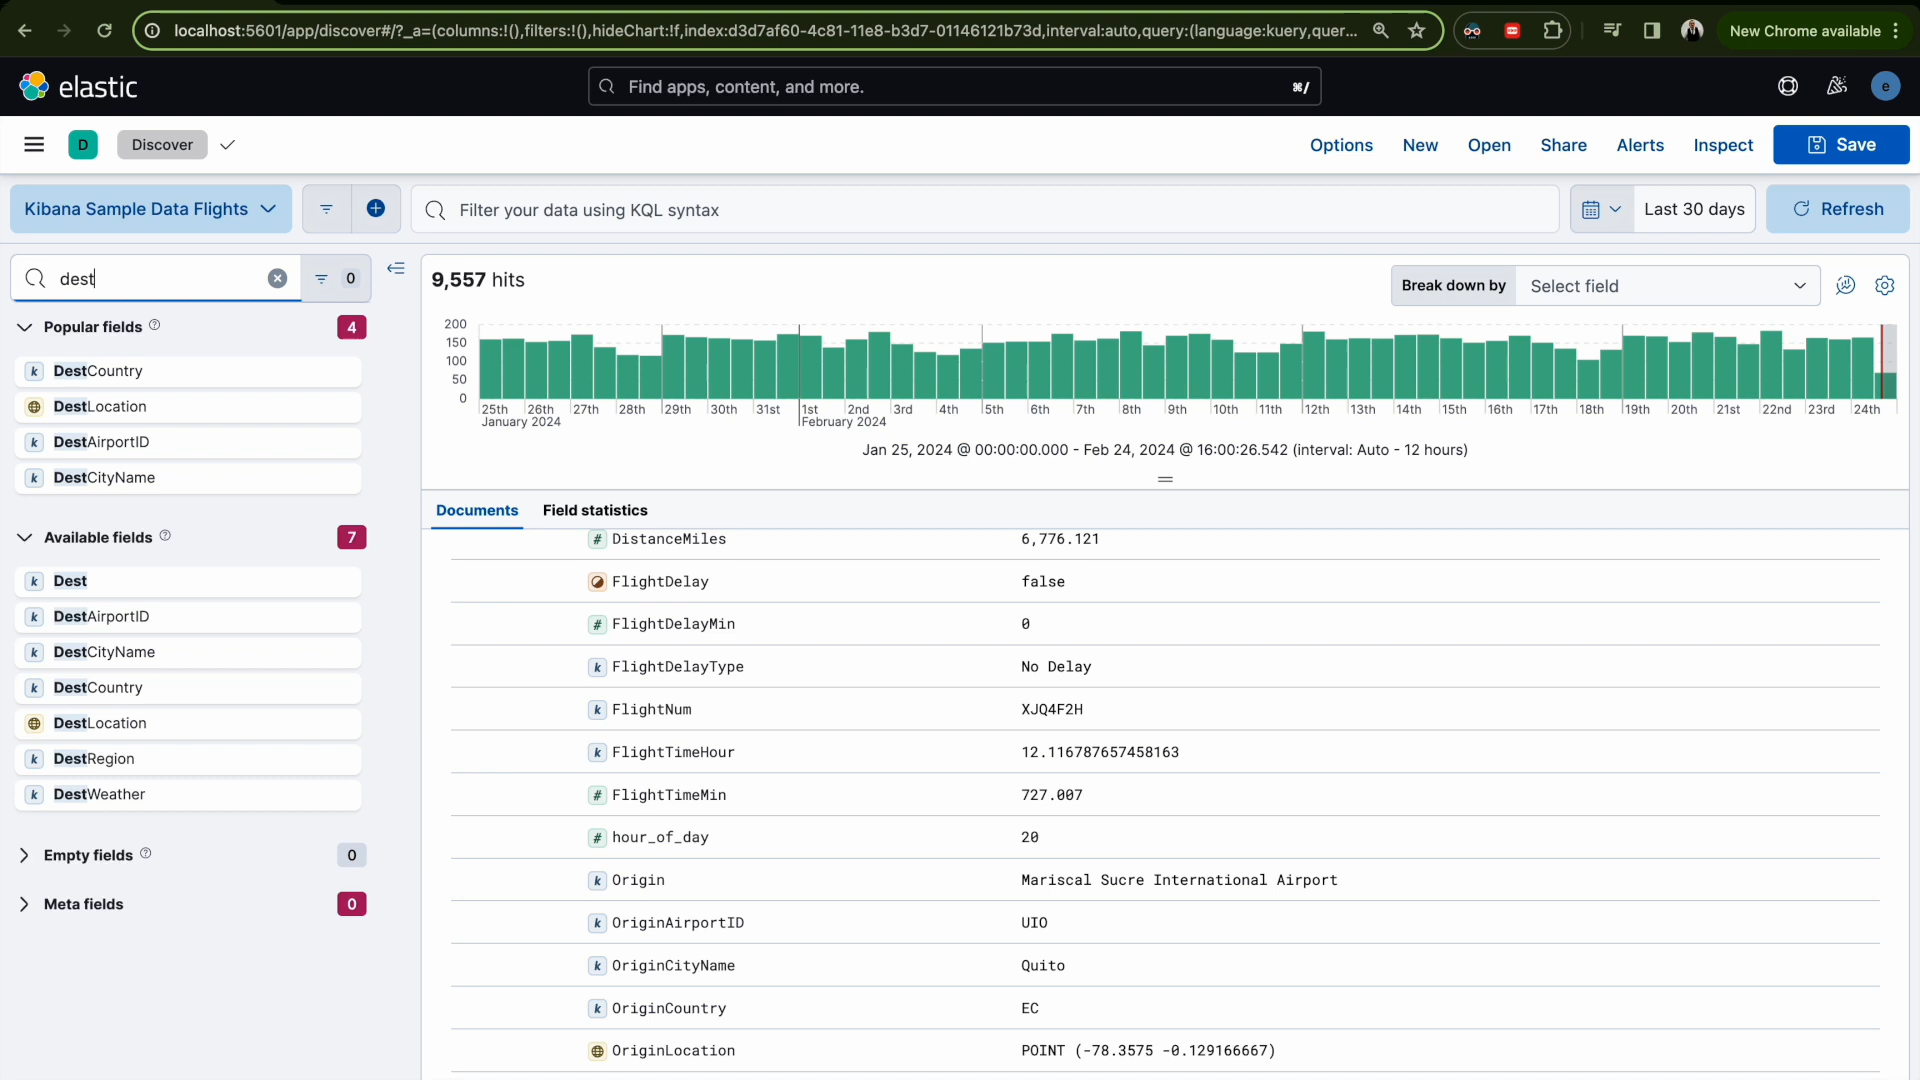 localhost:5601/app/discover#/?_a=(columns:!(),filters:!(),hideChart:!f,index:d3d7af60-4c81-11e8-b3d7-01146121b73d,interval:auto,query:(language:kuery,quer...
New Chrome available
elastic
Find apps, content, and more.
⌘/
e
D
Discover
Options
New
Open
Share
Alerts
Inspect
Save
Kibana Sample Data Flights
Filter your data using KQL syntax
Last 30 days
Refresh
dest
0
9,557 hits
Break down by
Select field
Popular fields
4
k DestCountry
DestLocation
k DestAirportID
k DestCityName
Available fields
7
k Dest
k DestAirportID
k DestCityName
k DestCountry
DestLocation
k DestRegion
k DestWeather
Empty fields
0
Meta fields
0
200
150
100
50
0
25th 26th 27th 28th 29th 30th 31st 1st 2nd 3rd 4th 5th 6th 7th 8th 9th 10th 11th 12th 13th 14th 15th 16th 17th 18th 19th 20th 21st 22nd 23rd 24th
January 2024 February 2024
Jan 25, 2024 @ 00:00:00.000 - Feb 24, 2024 @ 16:00:26.542 (interval: Auto - 12 hours)
Documents
Field statistics
# DistanceMiles 6,776.121
FlightDelay false
# FlightDelayMin 0
k FlightDelayType No Delay
k FlightNum XJQ4F2H
k FlightTimeHour 12.116787657458163
# FlightTimeMin 727.007
# hour_of_day 20
k Origin Mariscal Sucre International Airport
k OriginAirportID UIO
k OriginCityName Quito
k OriginCountry EC
OriginLocation POINT (-78.3575 -0.129166667)